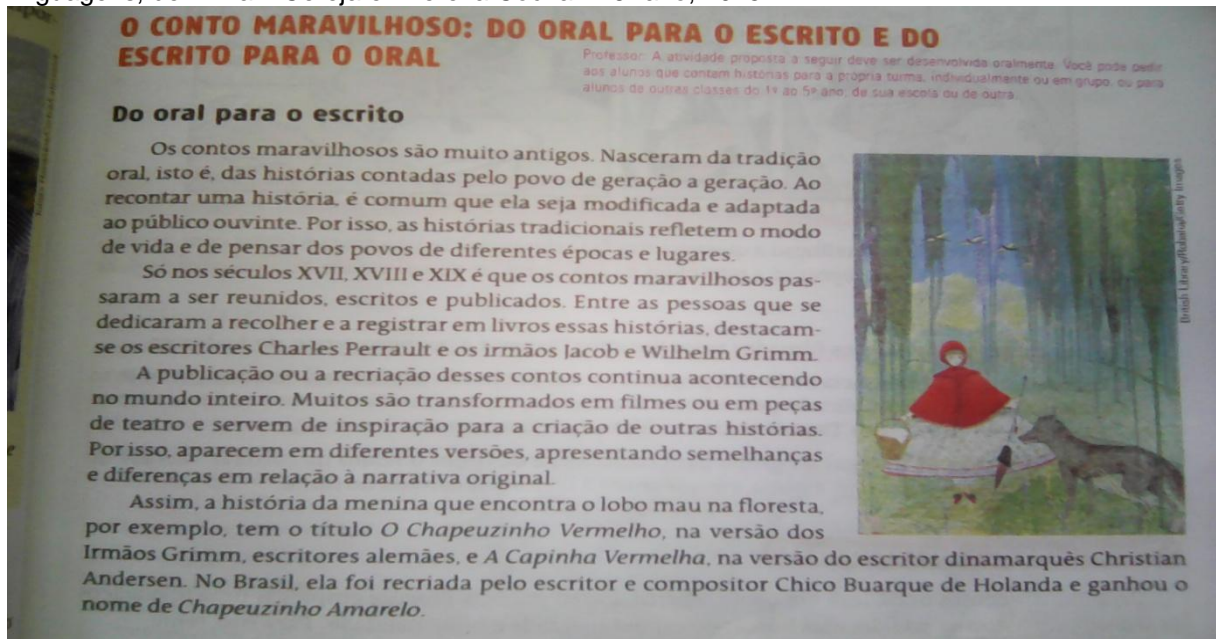 O CONTO MARAVILHOSO: DO ORAL PARA O ESCRITO E DO
ESCRITO PARA O ORAL
Professor: A atividade proposta a seguir deve ser desenvolvida oralmente. Você pode pedir
aos alunos que contem histórias para a própria turma, individualmente ou em grupo, ou para
alunos de outras classes do 1º ao 5º ano, de sua escola ou de outra.
Do oral para o escrito
Os contos maravilhosos são muito antigos. Nasceram da tradição
oral, isto é, das histórias contadas pelo povo de geração a geração. Ao
recontar uma história, é comum que ela seja modificada e adaptada
ao público ouvinte. Por isso, as histórias tradicionais refletem o modo
de vida e de pensar dos povos de diferentes épocas e lugares.
Só nos séculos XVII, XVIII e XIX é que os contos maravilhosos pas-
saram a ser reunidos, escritos e publicados. Entre as pessoas que se
dedicaram a recolher e a registrar em livros essas histórias, destacam-
se os escritores Charles Perrault e os irmãos Jacob e Wilhelm Grimm.
A publicação ou a recriação desses contos continua acontecendo
no mundo inteiro. Muitos são transformados em filmes ou em peças
de teatro e servem de inspiração para a criação de outras histórias.
Por isso, aparecem em diferentes versões, apresentando semelhanças
e diferenças em relação à narrativa original.
Assim, a história da menina que encontra o lobo mau na floresta,
por exemplo, tem o título O Chapeuzinho Vermelho, na versão dos
Irmãos Grimm, escritores alemães, e A Capinha Vermelha, na versão do escritor dinamarquês Christian
Andersen. No Brasil, ela foi recriada pelo escritor e compositor Chico Buarque de Holanda e ganhou o
nome de Chapeuzinho Amarelo.
British Library/Robana/Getty Images